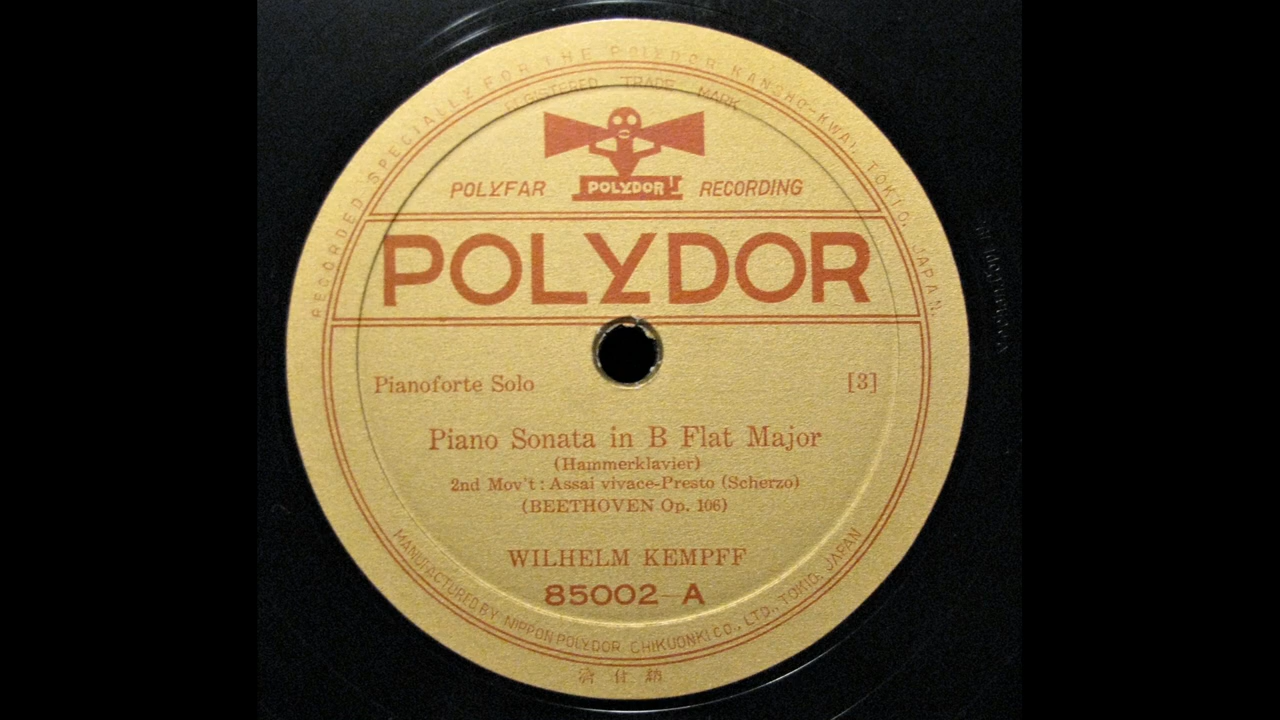 RECORDED SPECIALLY FOR THE POLYDOR KANSHO-KWAI, TOKIO, JAPAN.
REGISTERED TRADE MARK
POLYFAR POLYDOR RECORDING
POLYDOR
Pianoforte Solo [3]
Piano Sonata in B Flat Major
(Hammerklavier)
2nd Mov't : Assai vivace-Presto (Scherzo)
(BEETHOVEN Op. 106)
WILHELM KEMPFF
85002 A
MANUFACTURED BY NIPPON POLYDOR CHIKUONKI CO., LTD., TOKIO, JAPAN